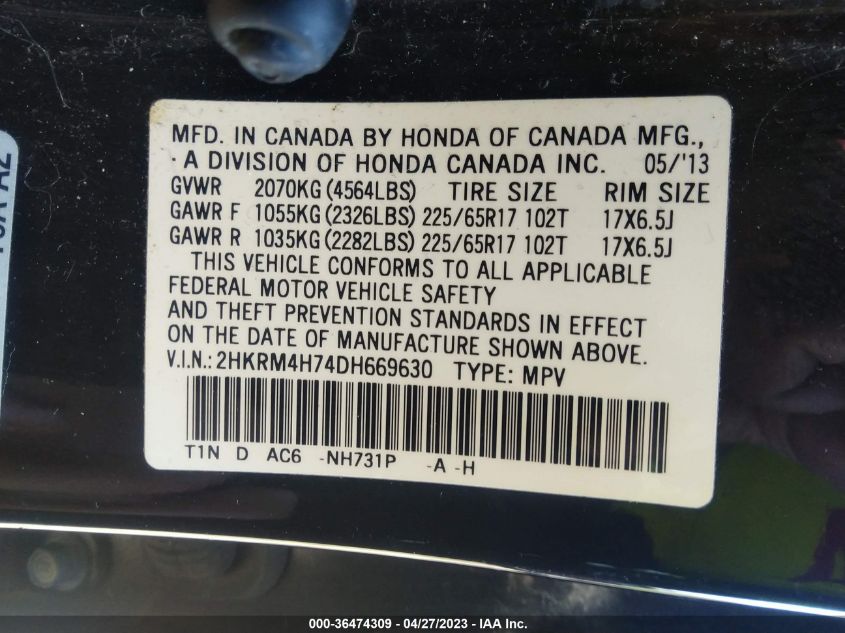 MFD. IN CANADA BY HONDA OF CANADA MFG.,
A DIVISION OF HONDA CANADA INC. 05/'13
GVWR 2070KG (4564LBS) TIRE SIZE RIM SIZE
GAWR F 1055KG (2326LBS) 225/65R17 102T 17X6.5J
GAWR R 1035KG (2282LBS) 225/65R17 102T 17X6.5J
THIS VEHICLE CONFORMS TO ALL APPLICABLE
FEDERAL MOTOR VEHICLE SAFETY
AND THEFT PREVENTION STANDARDS IN EFFECT
ON THE DATE OF MANUFACTURE SHOWN ABOVE.
V.I.N.: 2HKRM4H74DH669630 TYPE: MPV
T1N D AC6 -NH731P -A -H
000-36474309 - 04/27/2023 - IAA Inc.